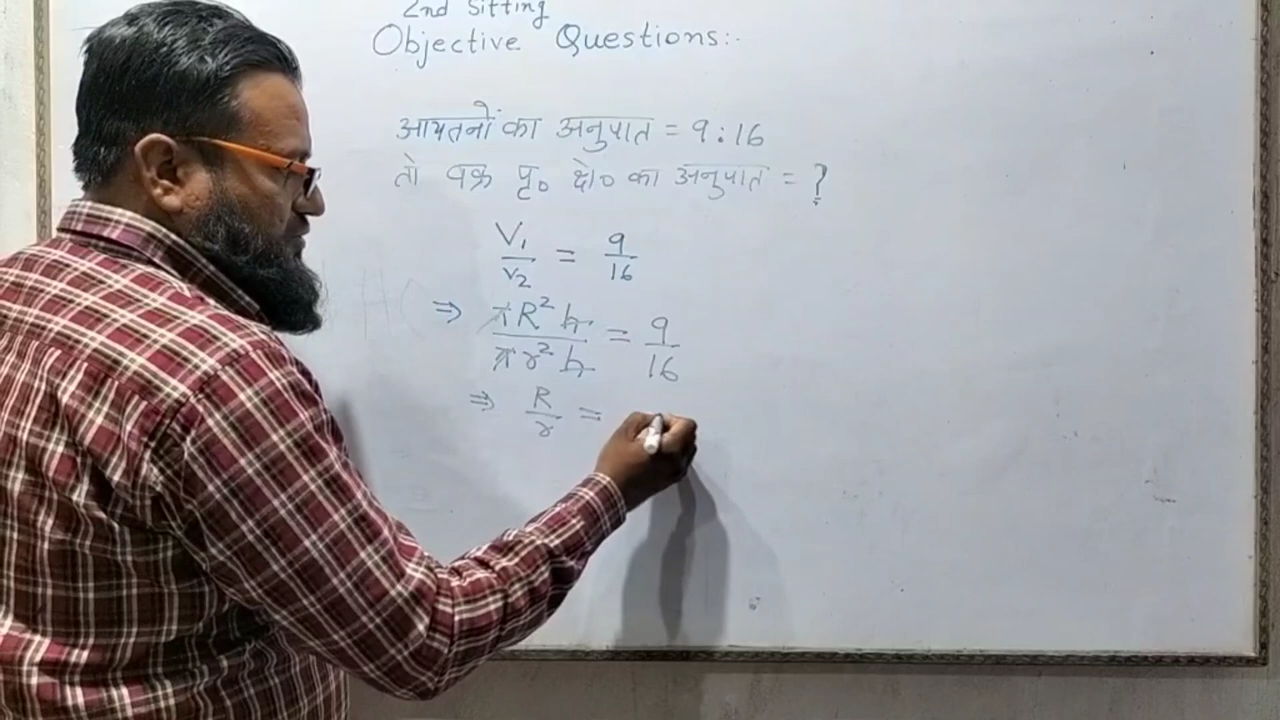 2nd Sitting
Objective Questions:-
आयतनों का अनुपात = 9:16
तो वक्र पृ० क्षे० का अनुपात = ?
V₁/V₂ = 9/16
⇒ πR²h/πr²h = 9/16
⇒ R/r =